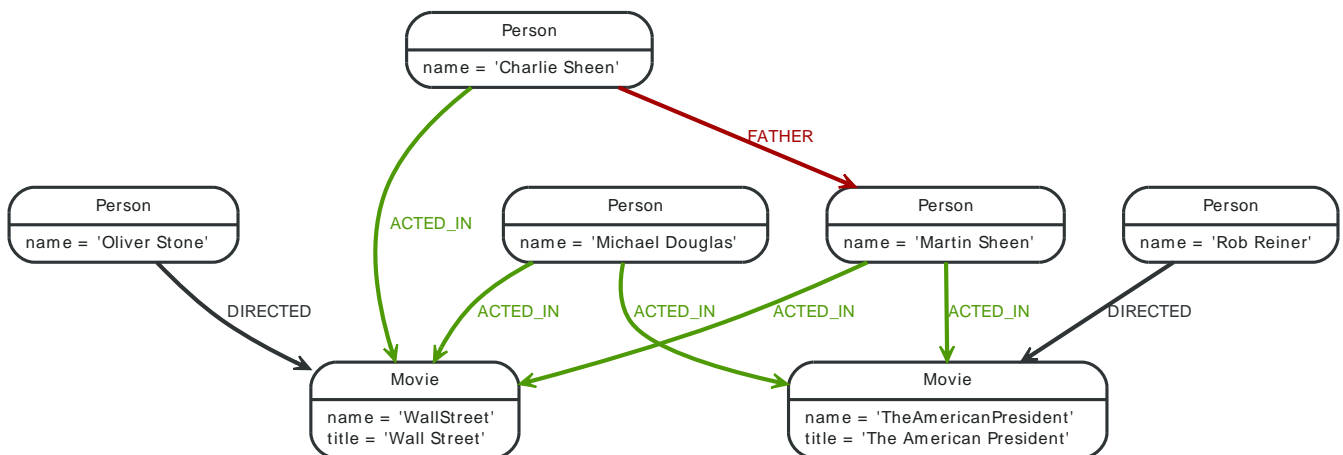 Person
name = 'Charlie Sheen'
FATHER
Person
name = 'Oliver Stone'
ACTED_IN
Person
name = 'Michael Douglas'
Person
name = 'Martin Sheen'
Person
name = 'Rob Reiner'
DIRECTED
ACTED_IN
ACTED_IN
ACTED_IN
ACTED_IN
DIRECTED
Movie
name = 'WallStreet'
title = 'Wall Street'
Movie
name = 'TheAmericanPresident'
title = 'The American President'